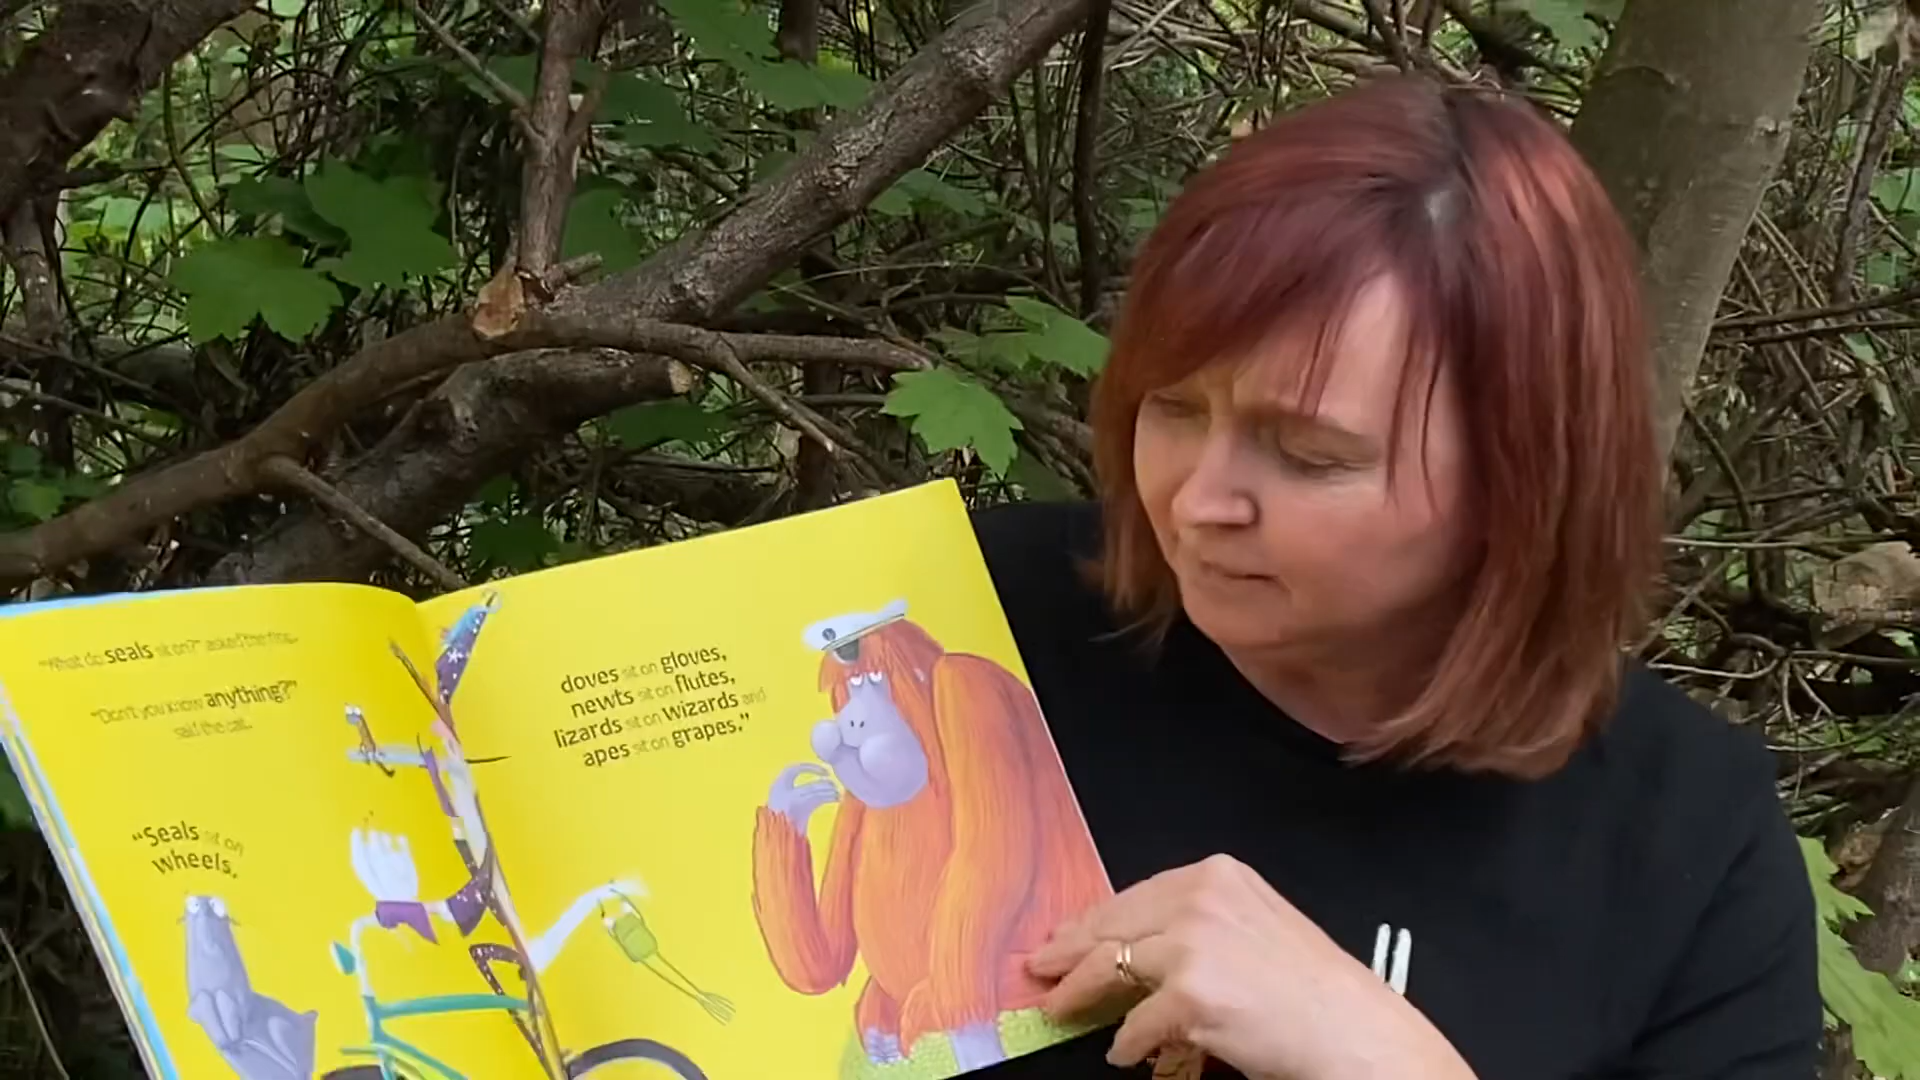 "What do seals sit on?" asked the frog.
"Don't you know anything?"
said the cat.
"Seals sit on
wheels,
doves sit on gloves,
newts sit on flutes,
lizards sit on wizards and
apes sit on grapes,"